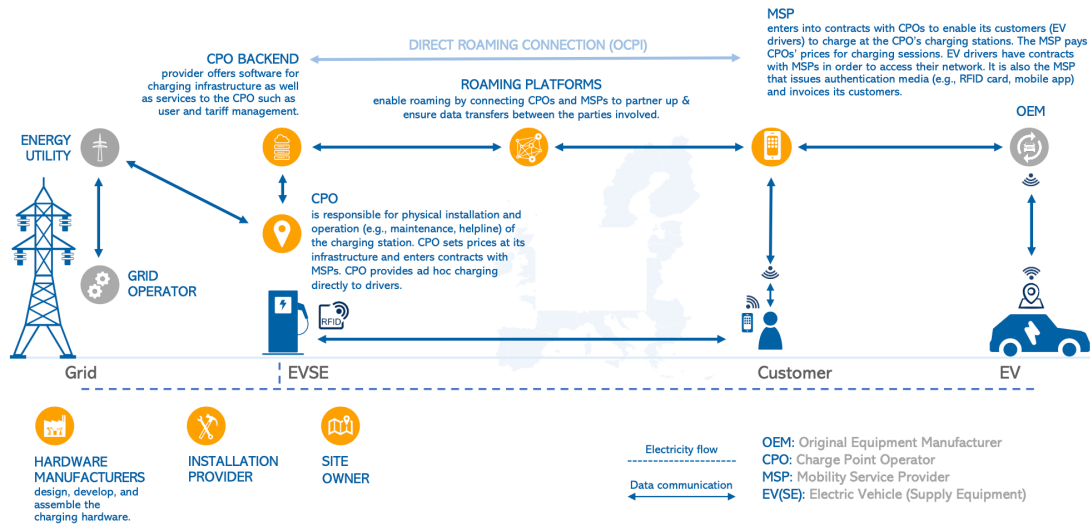 MSP
enters into contracts with CPOs to enable its customers (EV
drivers) to charge at the CPO's charging stations. The MSP pays
CPOs' prices for charging sessions. EV drivers have contracts
with MSPs in order to access their network. It is also the MSP
that issues authentication media (e.g., RFID card, mobile app)
and invoices its customers.
DIRECT ROAMING CONNECTION (OCPI)
CPO BACKEND
provider offers software for
charging infrastructure as well
as services to the CPO such as
user and tariff management.
ROAMING PLATFORMS
enable roaming by connecting CPOs and MSPs to partner up &
ensure data transfers between the parties involved.
OEM
ENERGY
UTILITY
CPO
is responsible for physical installation and
operation (e.g., maintenance, helpline) of
the charging station. CPO sets prices at its
infrastructure and enters contracts with
MSPs. CPO provides ad hoc charging
directly to drivers.
GRID
OPERATOR
RFID
Grid
EVSE
Customer
EV
HARDWARE
MANUFACTURERS
design, develop, and
assemble the
charging hardware.
INSTALLATION
PROVIDER
SITE
OWNER
Electricity flow
Data communication
OEM: Original Equipment Manufacturer
CPO: Charge Point Operator
MSP: Mobility Service Provider
EV(SE): Electric Vehicle (Supply Equipment)